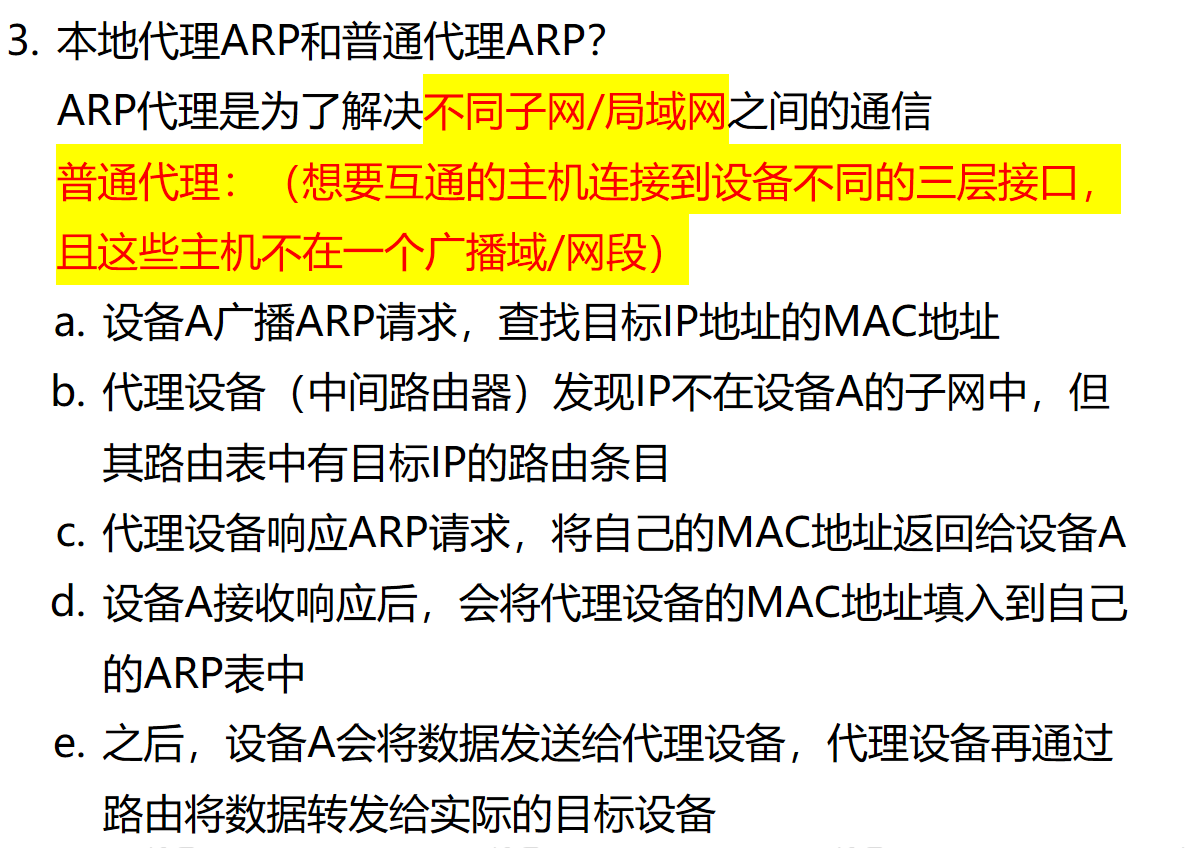 3. 本地代理ARP和普通代理ARP？
ARP代理是为了解决不同子网/局域网之间的通信
普通代理：（想要互通的主机连接到设备不同的三层接口，
且这些主机不在一个广播域/网段）
a. 设备A广播ARP请求，查找目标IP地址的MAC地址
b. 代理设备（中间路由器）发现IP不在设备A的子网中，但
其路由表中有目标IP的路由条目
c. 代理设备响应ARP请求，将自己的MAC地址返回给设备A
d. 设备A接收响应后，会将代理设备的MAC地址填入到自己
的ARP表中
e. 之后，设备A会将数据发送给代理设备，代理设备再通过
路由将数据转发给实际的目标设备